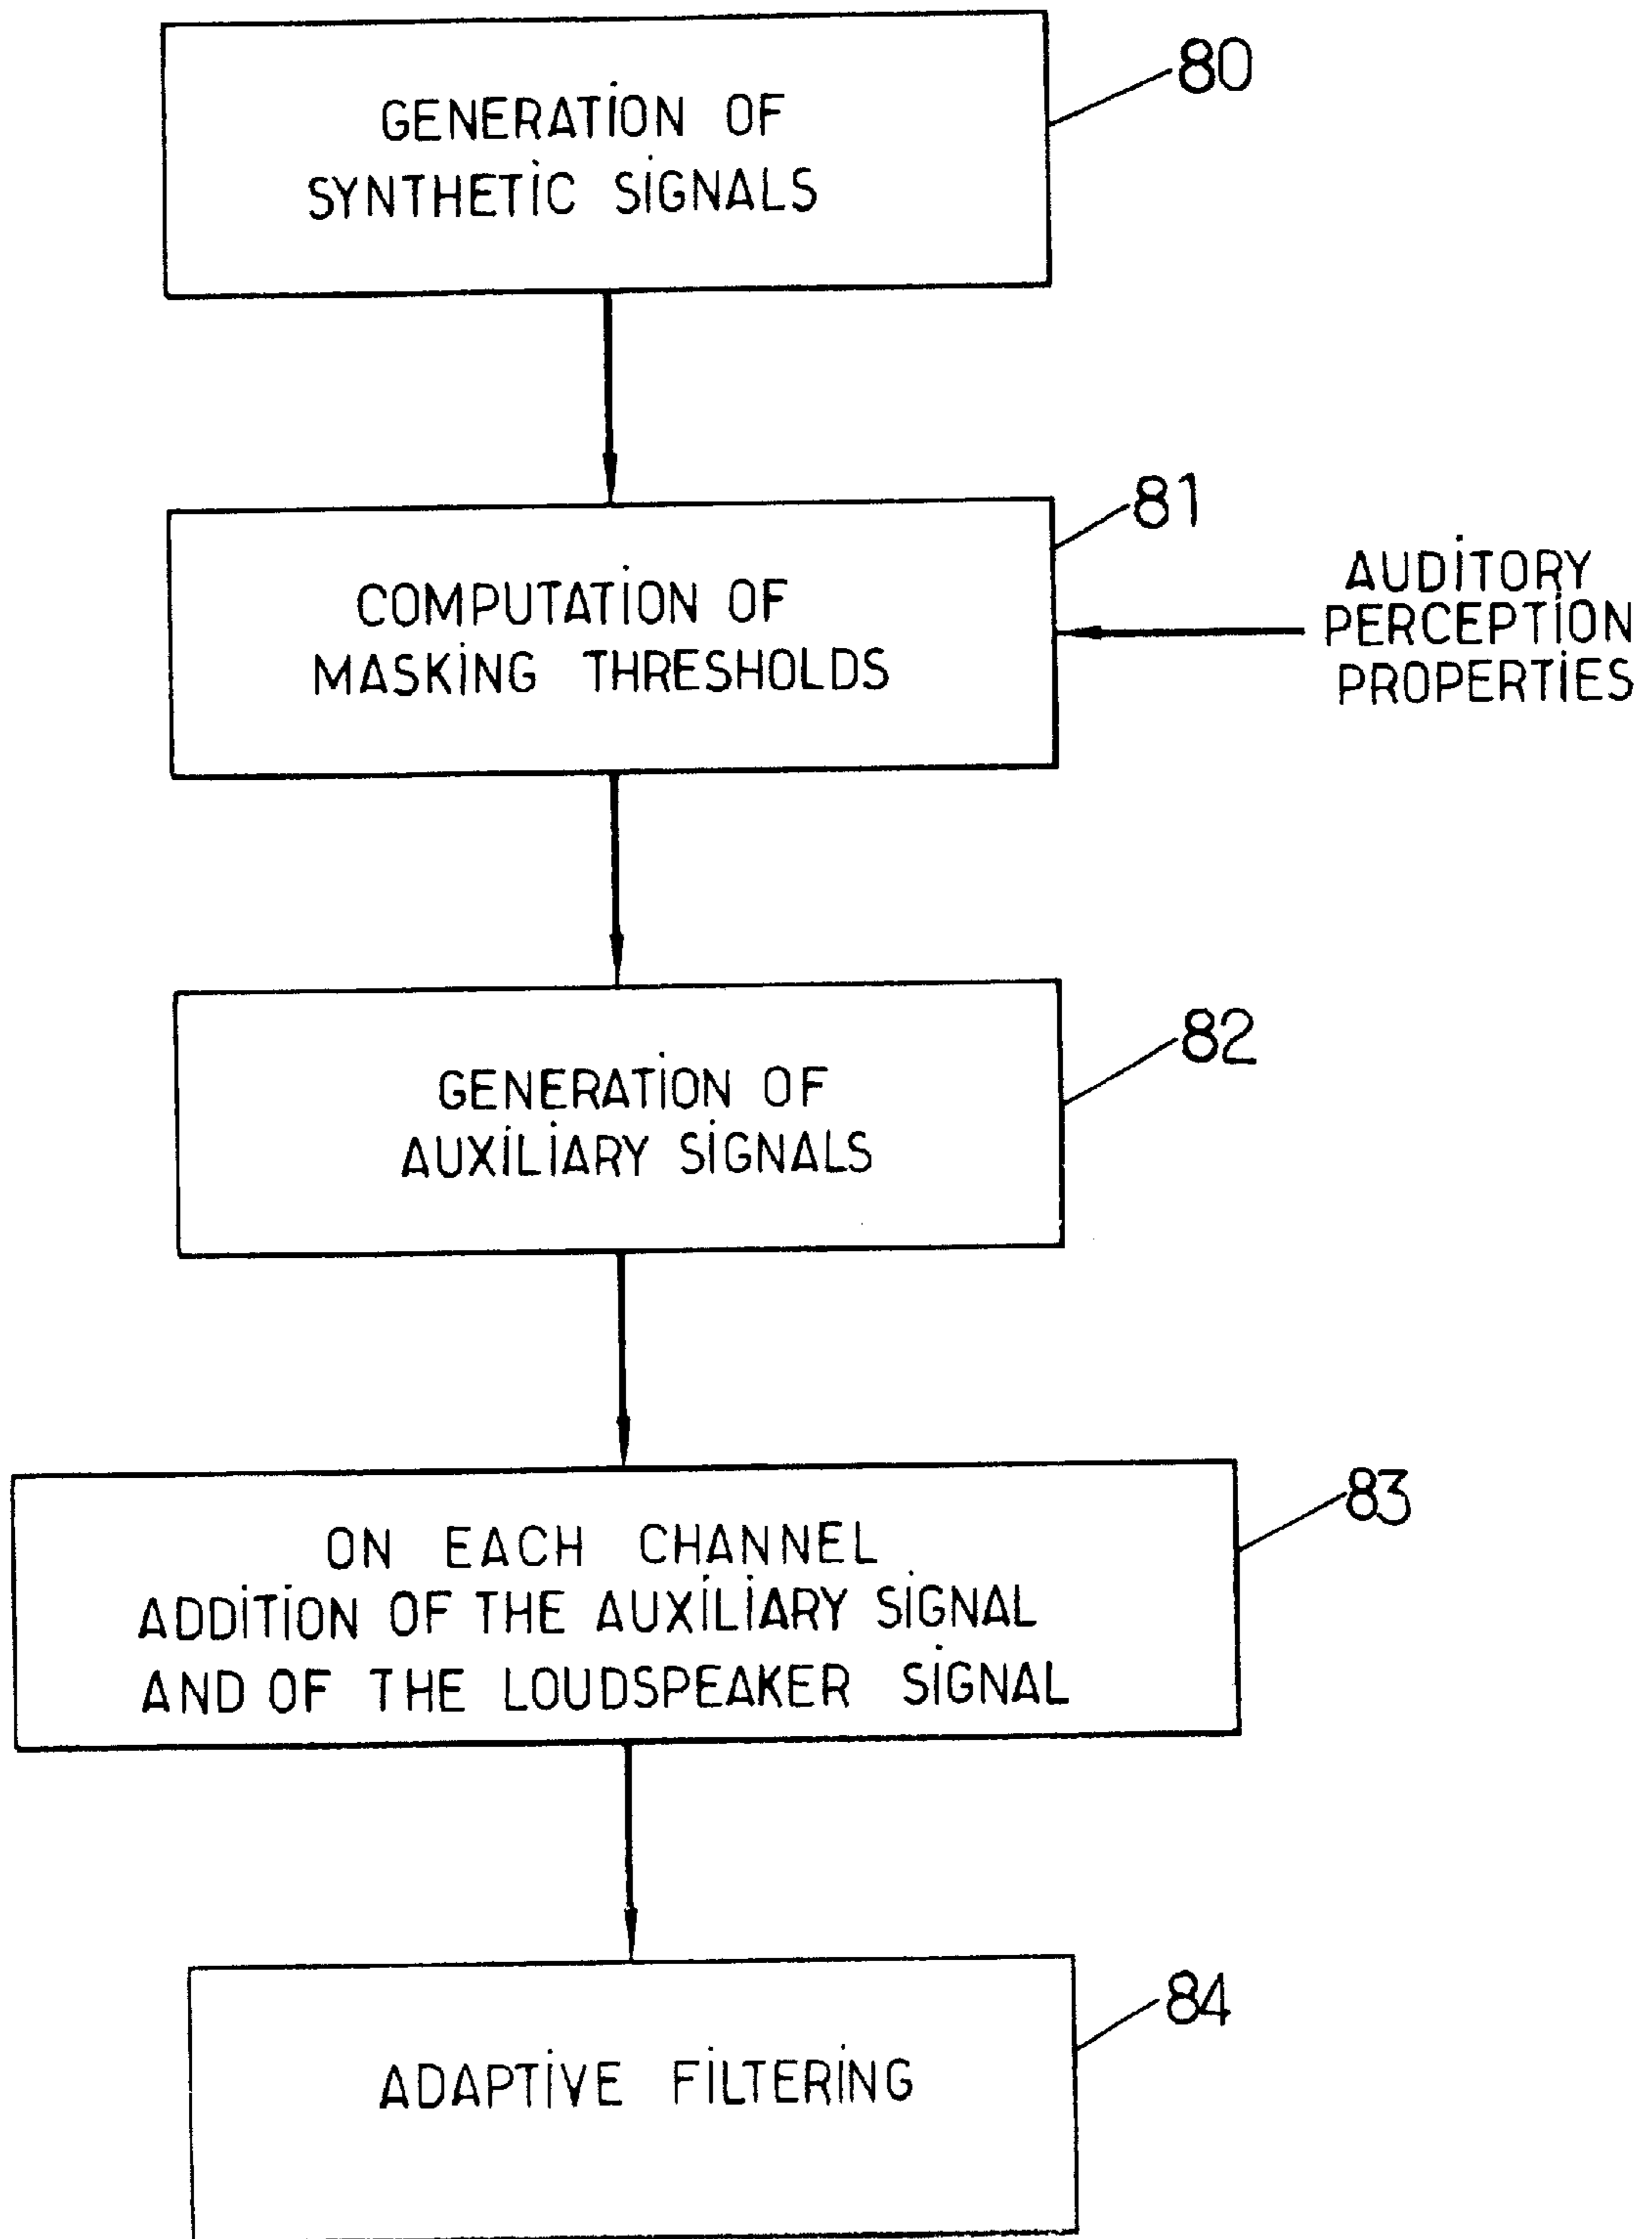 80
GENERATION OF
SYNTHETIC SIGNALS
81
COMPUTATION OF
MASKING THRESHOLDS
AUDITORY
PERCEPTION
PROPERTIES
82
GENERATION OF
AUXILIARY SIGNALS
83
ON EACH CHANNEL
ADDITION OF THE AUXILIARY SIGNAL
AND OF THE LOUDSPEAKER SIGNAL
84
ADAPTIVE FILTERING